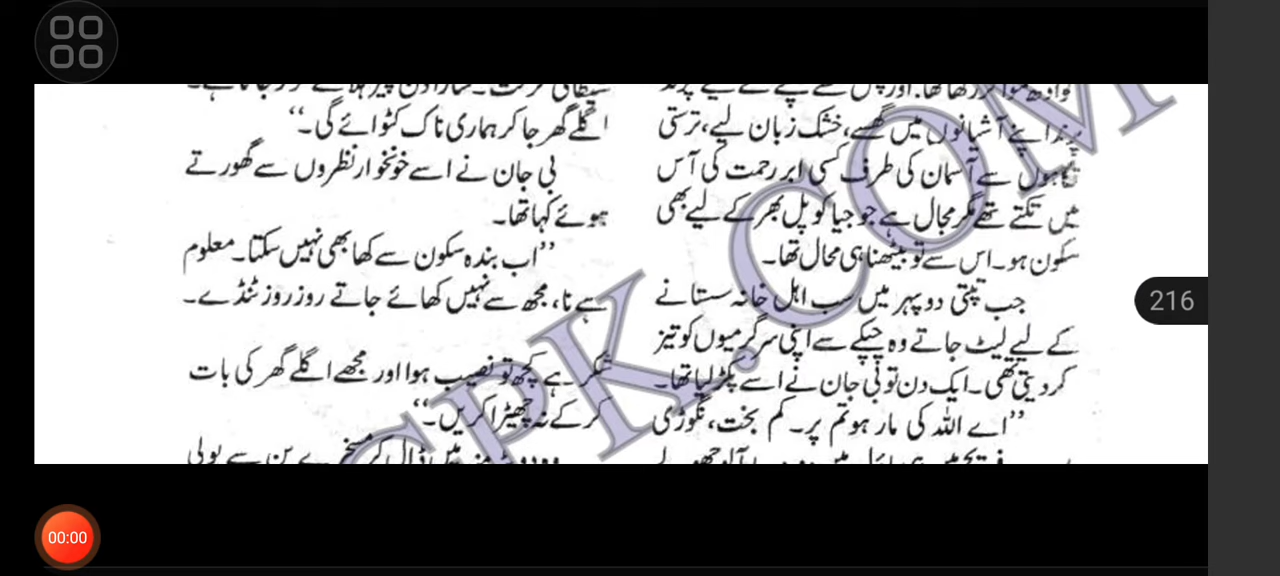 پرند اپنے آشیانوں میں گھسے، خشک زبان لیے، ترستی
نگاہوں سے آسمان کی طرف کسی ابر رحمت کی آس
میں تکتے تھے مگر مجال ہے جو جیا کو پل بھر کے لیے بھی
سکون ہو۔ اس سے تو بیٹھنا ہی محال تھا۔
جب تپتی دوپہر میں سب اہل خانہ سستانے
کے لیے لیٹ جاتے وہ چپکے سے اپنی سرگرمیوں کو تیز
کر دیتی تھی۔ ایک دن تو بی جان نے اسے پکڑ لیا تھا۔
”اے اللہ کی مار ہو تم پر۔ کم بخت، نگوڑی
اگلے گھر جا کر ہماری ناک کٹوائے گی۔“
بی جان نے اسے خونخوار نظروں سے گھورتے
ہوئے کہا تھا۔
”اب بندہ سکون سے کھا بھی نہیں سکتا۔ معلوم
ہے نا، مجھ سے نہیں کھائے جاتے روز روز ٹنڈے۔
شکر ہے کچھ تو نصیب ہوا اور مجھے اگلے گھر کی بات
کر کے نہ چھیڑا کریں۔“
PK.COM
216
00:00